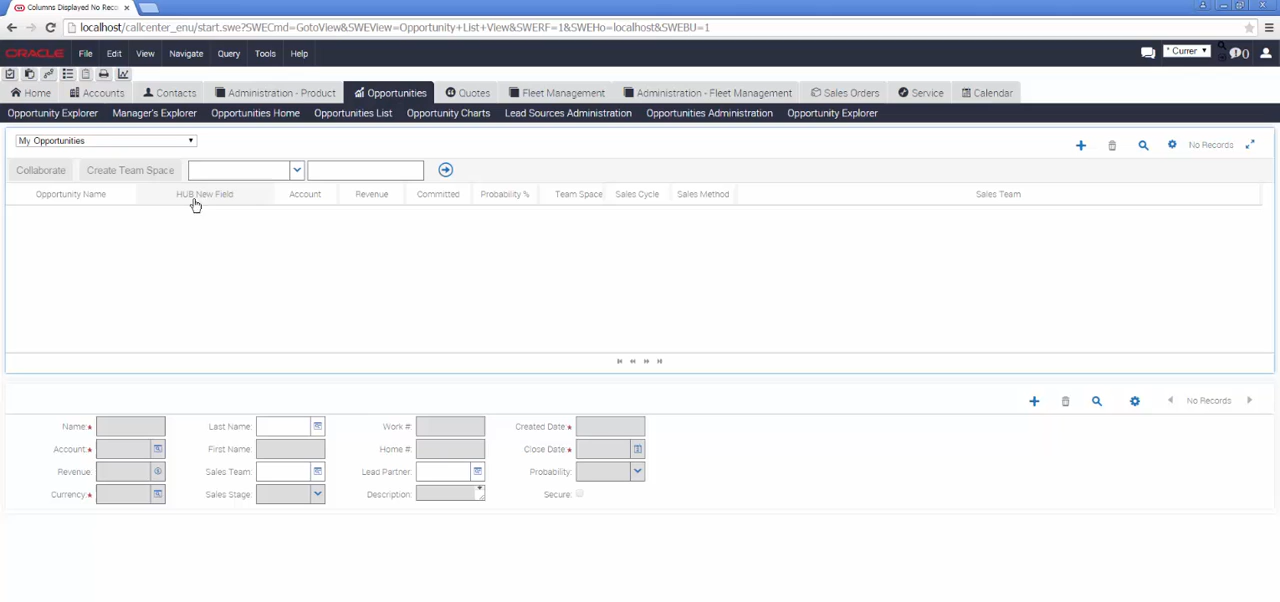 Columns Displayed No Reco
localhost/callcenter_enu/start.swe?SWECmd=GotoView&SWEView=Opportunity+List+View&SWERF=1&SWEHo=localhost&SWEBU=1
ORACLE File Edit View Navigate Query Tools Help * Currer 0
Home Accounts Contacts Administration - Product Opportunities Quotes Fleet Management Administration - Fleet Management Sales Orders Service Calendar
Opportunity Explorer Manager's Explorer Opportunities Home Opportunities List Opportunity Charts Lead Sources Administration Opportunities Administration Opportunity Explorer
My Opportunities No Records
Collaborate Create Team Space
Opportunity Name HUB New Field Account Revenue Committed Probability % Team Space Sales Cycle Sales Method Sales Team
No Records
Name:* Last Name: Work #: Created Date:*
Account:* First Name: Home #: Close Date:*
Revenue: Sales Team: Lead Partner: Probability:
Currency:* Sales Stage: Description: Secure: